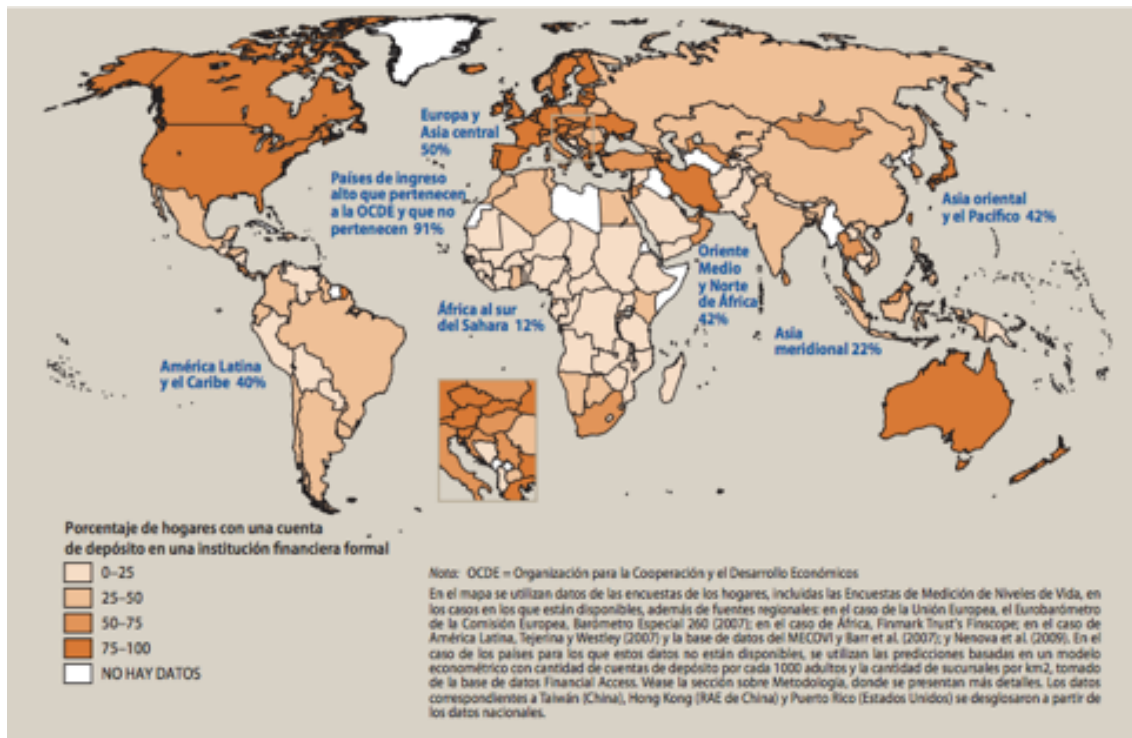 Europa y
Asia central
50%
Países de ingreso
alto que pertenecen
a la OCDE y que no
pertenecen 91%
Asia oriental
y el Pacífico 42%
Oriente
Medio
y Norte
de África
42%
África al sur
del Sahara 12%
Asia
meridional 22%
América Latina
y el Caribe 40%
Porcentaje de hogares con una cuenta
de depósito en una institución financiera formal
0–25
25–50
50–75
75–100
NO HAY DATOS
Nota: OCDE = Organización para la Cooperación y el Desarrollo Económicos
En el mapa se utilizan datos de las encuestas de los hogares, incluidas las Encuestas de Medición de Niveles de Vida, en
los casos en los que están disponibles, además de fuentes regionales: en el caso de la Unión Europea, el Eurobarómetro
de la Comisión Europea, Barómetro Especial 260 (2007); en el caso de África, Finmark Trust's Finscope; en el caso de
América Latina, Tejerina y Westley (2007) y la base de datos del MECOVI y Barr et al. (2007); y Nenova et al. (2009). En el
caso de los países para los que estos datos no están disponibles, se utilizan las predicciones basadas en un modelo
econométrico con cantidad de cuentas de depósito por cada 1000 adultos y la cantidad de sucursales por km2, tomado
de la base de datos Financial Access. Véase la sección sobre Metodología, donde se presentan más detalles. Los datos
correspondientes a Taiwán (China), Hong Kong (RAE de China) y Puerto Rico (Estados Unidos) se desglosaron a partir de
los datos nacionales.